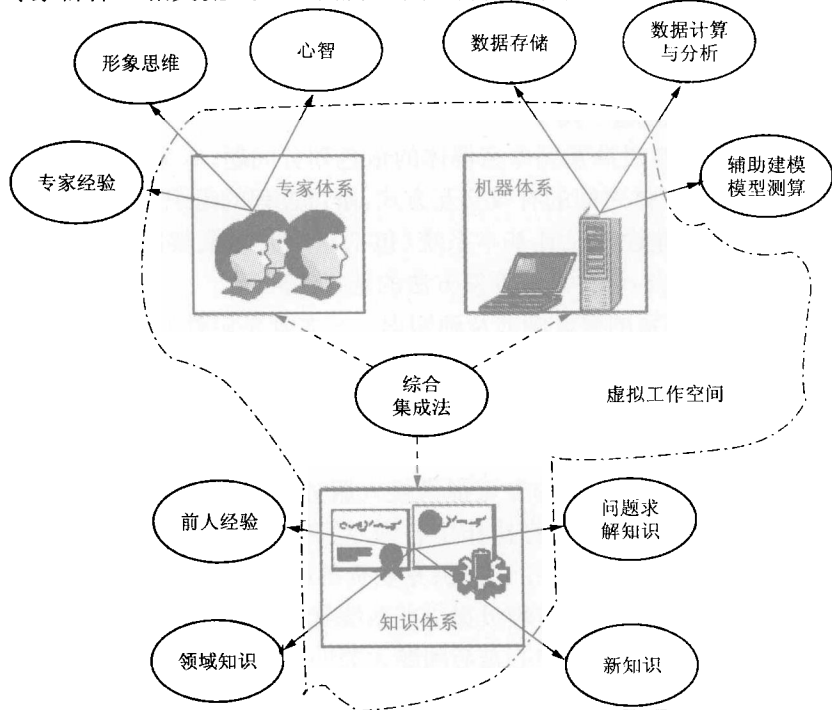 形象思维
心智
数据存储
数据计算
与分析
专家经验
专家体系
机器体系
辅助建模
模型测算
综合
集成法
虚拟工作空间
前人经验
问题求
解知识
知识体系
领域知识
新知识